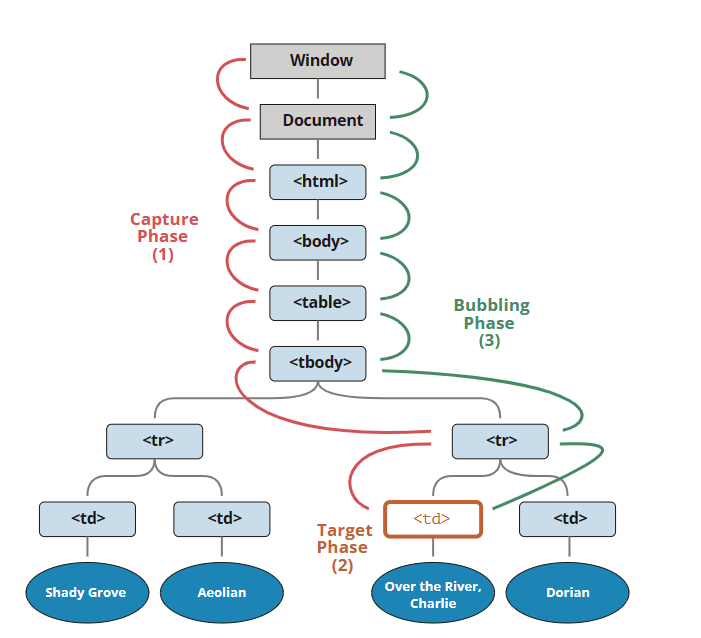 Window
Document
<html>
Capture
Phase
(1)
<body>
<table>
Bubbling
Phase
(3)
<tbody>
<tr>
<tr>
<td>
<td>
Target
Phase
(2)
<td>
<td>
Shady Grove
Aeolian
Over the River,
Charlie
Dorian